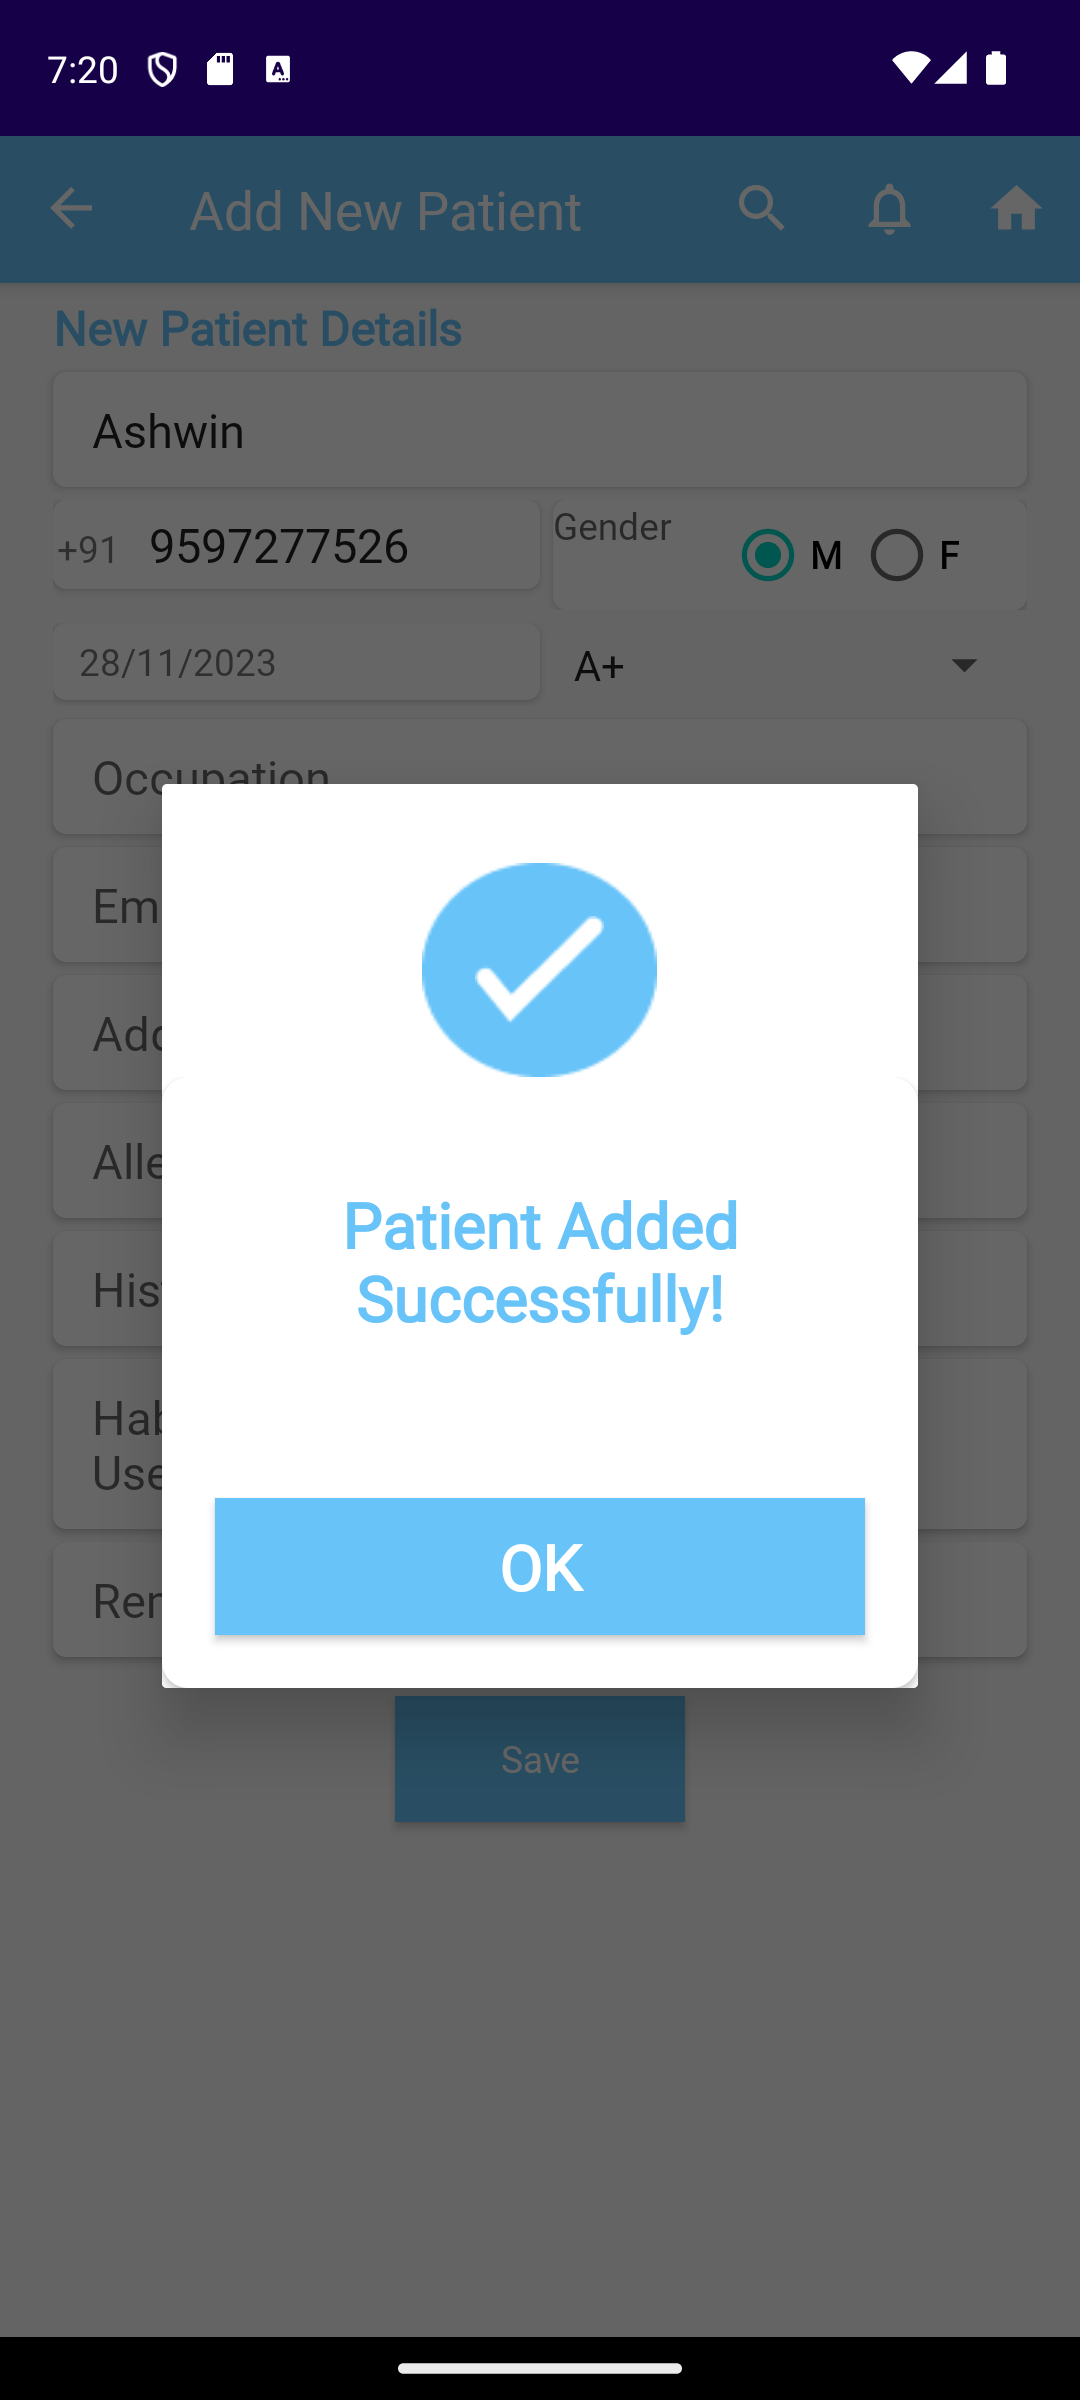 7:20
Add New Patient
New Patient Details
Ashwin
+91 9597277526
Gender
M
F
28/11/2023
A+
Occupation
Em
Add
Alle
His
Hab
Use
Rem
Patient Added
Successfully!
OK
Save